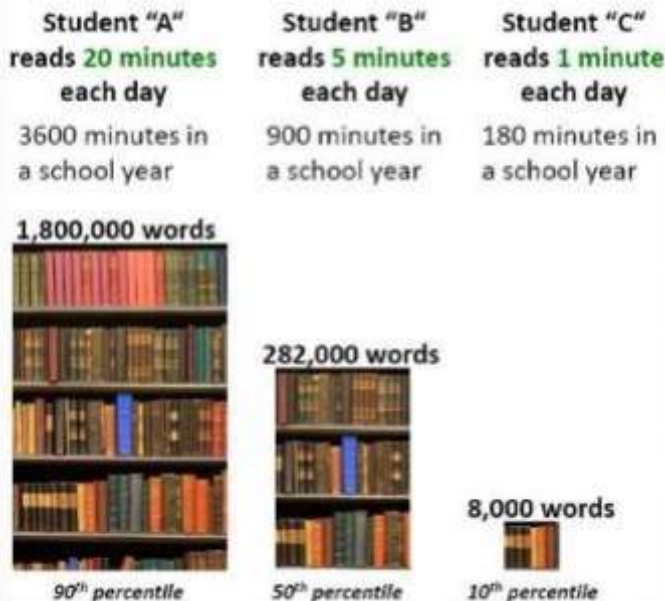 Student “A”
reads 20 minutes
each day
3600 minutes in
a school year
1,800,000 words
90th percentile
Student “B”
reads 5 minutes
each day
900 minutes in
a school year
282,000 words
50th percentile
Student “C”
reads 1 minute
each day
180 minutes in
a school year
8,000 words
10th percentile